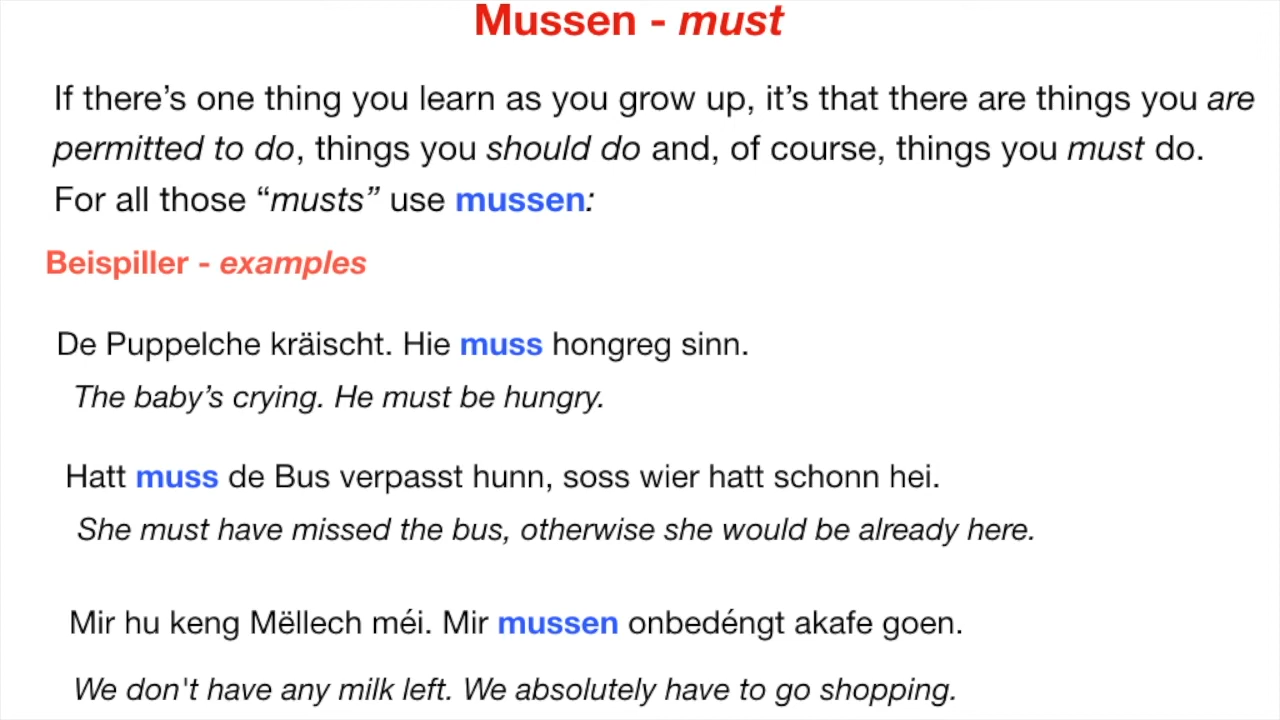 Mussen - must
If there’s one thing you learn as you grow up, it’s that there are things you are
permitted to do, things you should do and, of course, things you must do.
For all those “musts” use mussen:
Beispiller - examples
De Puppelche kräischt. Hie muss hongreg sinn.
The baby’s crying. He must be hungry.
Hatt muss de Bus verpasst hunn, soss wier hatt schonn hei.
She must have missed the bus, otherwise she would be already here.
Mir hu keng Mëllech méi. Mir mussen onbedéngt akafe goen.
We don't have any milk left. We absolutely have to go shopping.